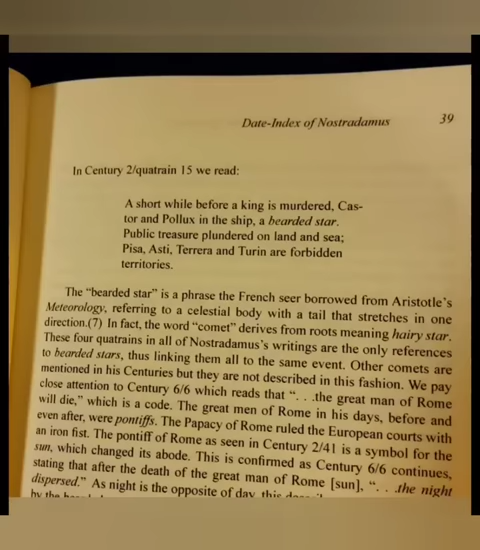 Date-Index of Nostradamus 39
In Century 2/quatrain 15 we read:
A short while before a king is murdered, Cas-
tor and Pollux in the ship, a bearded star.
Public treasure plundered on land and sea;
Pisa, Asti, Terrera and Turin are forbidden
territories.
The “bearded star” is a phrase the French seer borrowed from Aristotle’s
Meteorology, referring to a celestial body with a tail that stretches in one
direction.(7) In fact, the word “comet” derives from roots meaning hairy star.
These four quatrains in all of Nostradamus’s writings are the only references
to bearded stars, thus linking them all to the same event. Other comets are
mentioned in his Centuries but they are not described in this fashion. We pay
close attention to Century 6/6 which reads that “. . .the great man of Rome
will die,” which is a code. The great men of Rome in his days, before and
even after, were pontiffs. The Papacy of Rome ruled the European courts with
an iron fist. The pontiff of Rome as seen in Century 2/41 is a symbol for the
sun, which changed its abode. This is confirmed as Century 6/6 continues,
stating that after the death of the great man of Rome [sun], “. . .the night
dispersed.” As night is the opposite of day, this
by the